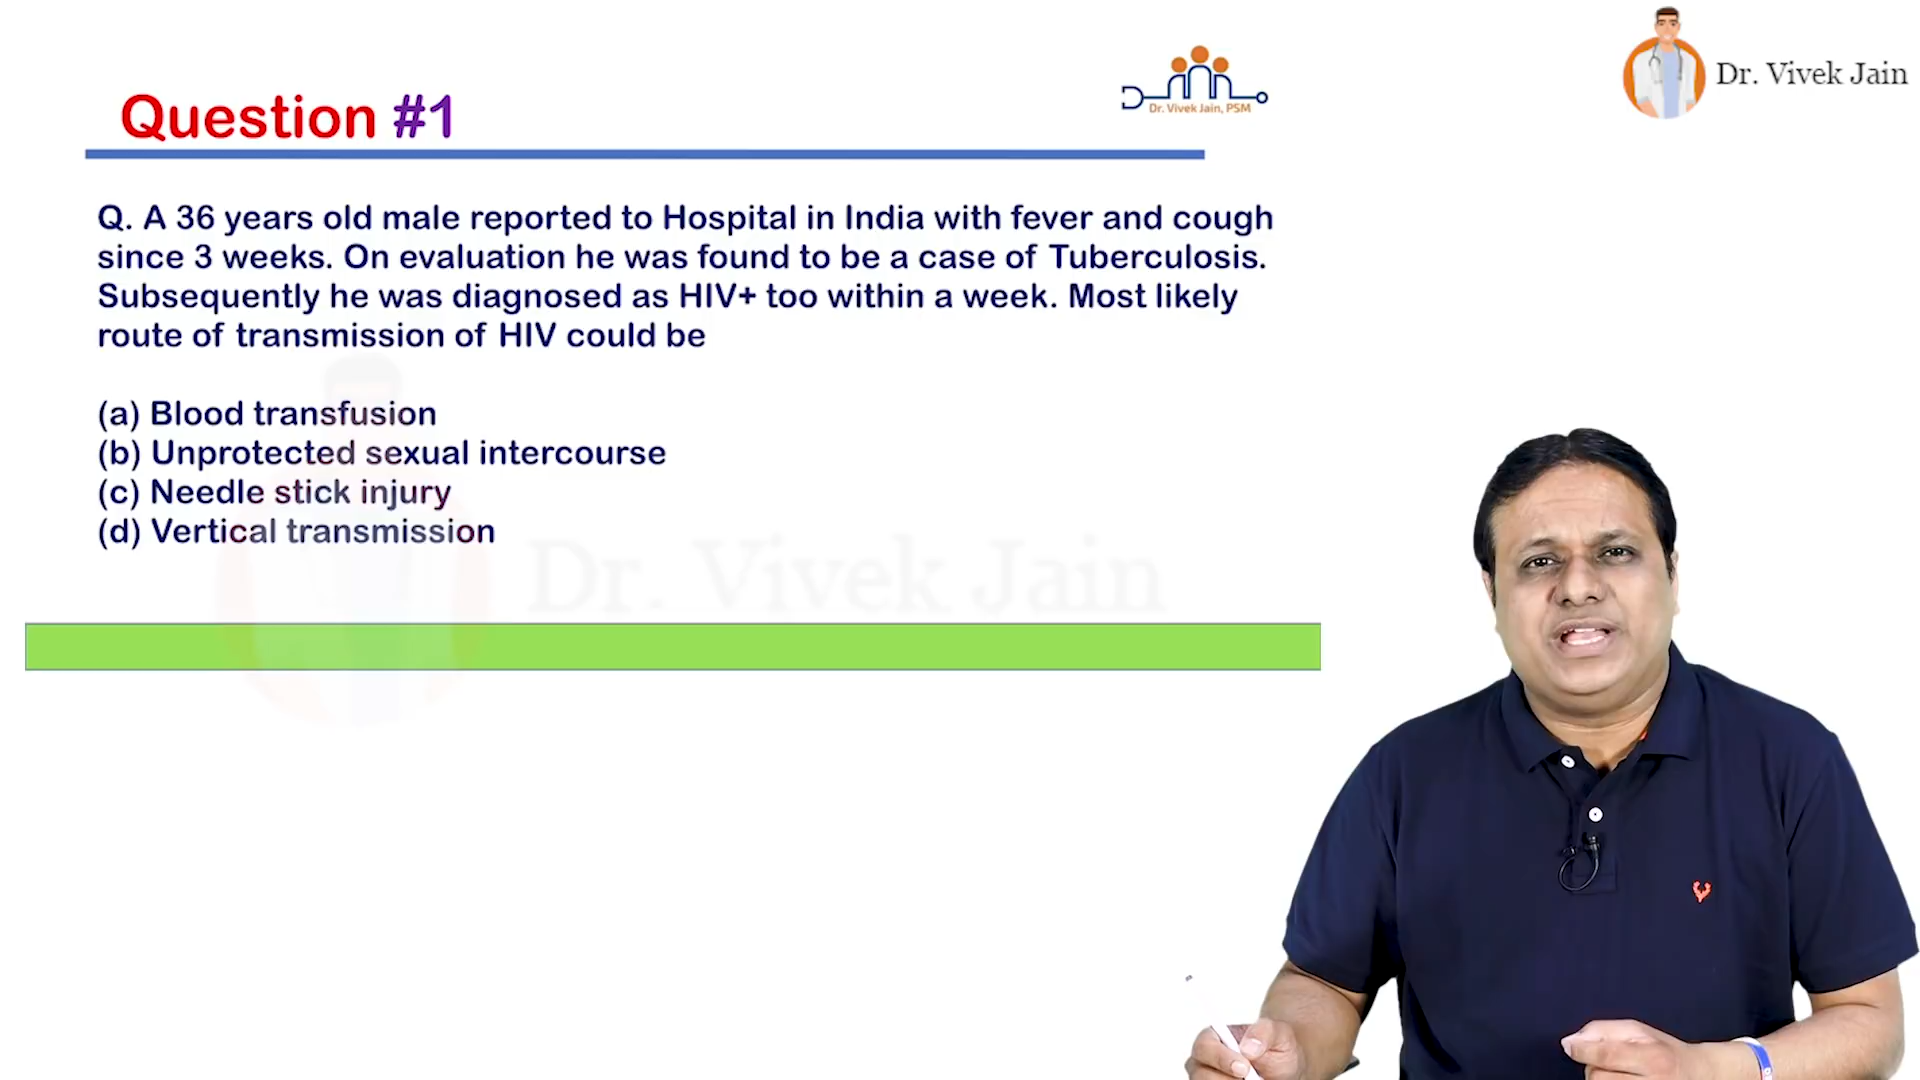 Dr. Vivek Jain
Dr. Vivek Jain, PSM
Question #1
Q. A 36 years old male reported to Hospital in India with fever and cough
since 3 weeks. On evaluation he was found to be a case of Tuberculosis.
Subsequently he was diagnosed as HIV+ too within a week. Most likely
route of transmission of HIV could be
(a) Blood transfusion
(b) Unprotected sexual intercourse
(c) Needle stick injury
(d) Vertical transmission
Dr. Vivek Jain